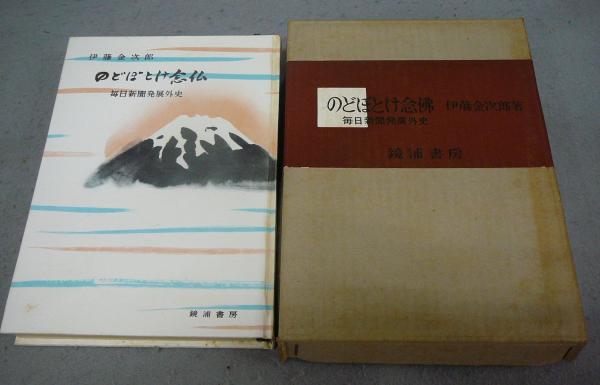 伊藤金次郎
のどぼとけ念仏
毎日新聞発展外史
鏡浦書房
のどぼとけ念佛 伊藤金次郎著
毎日新聞発展外史
鏡浦書房